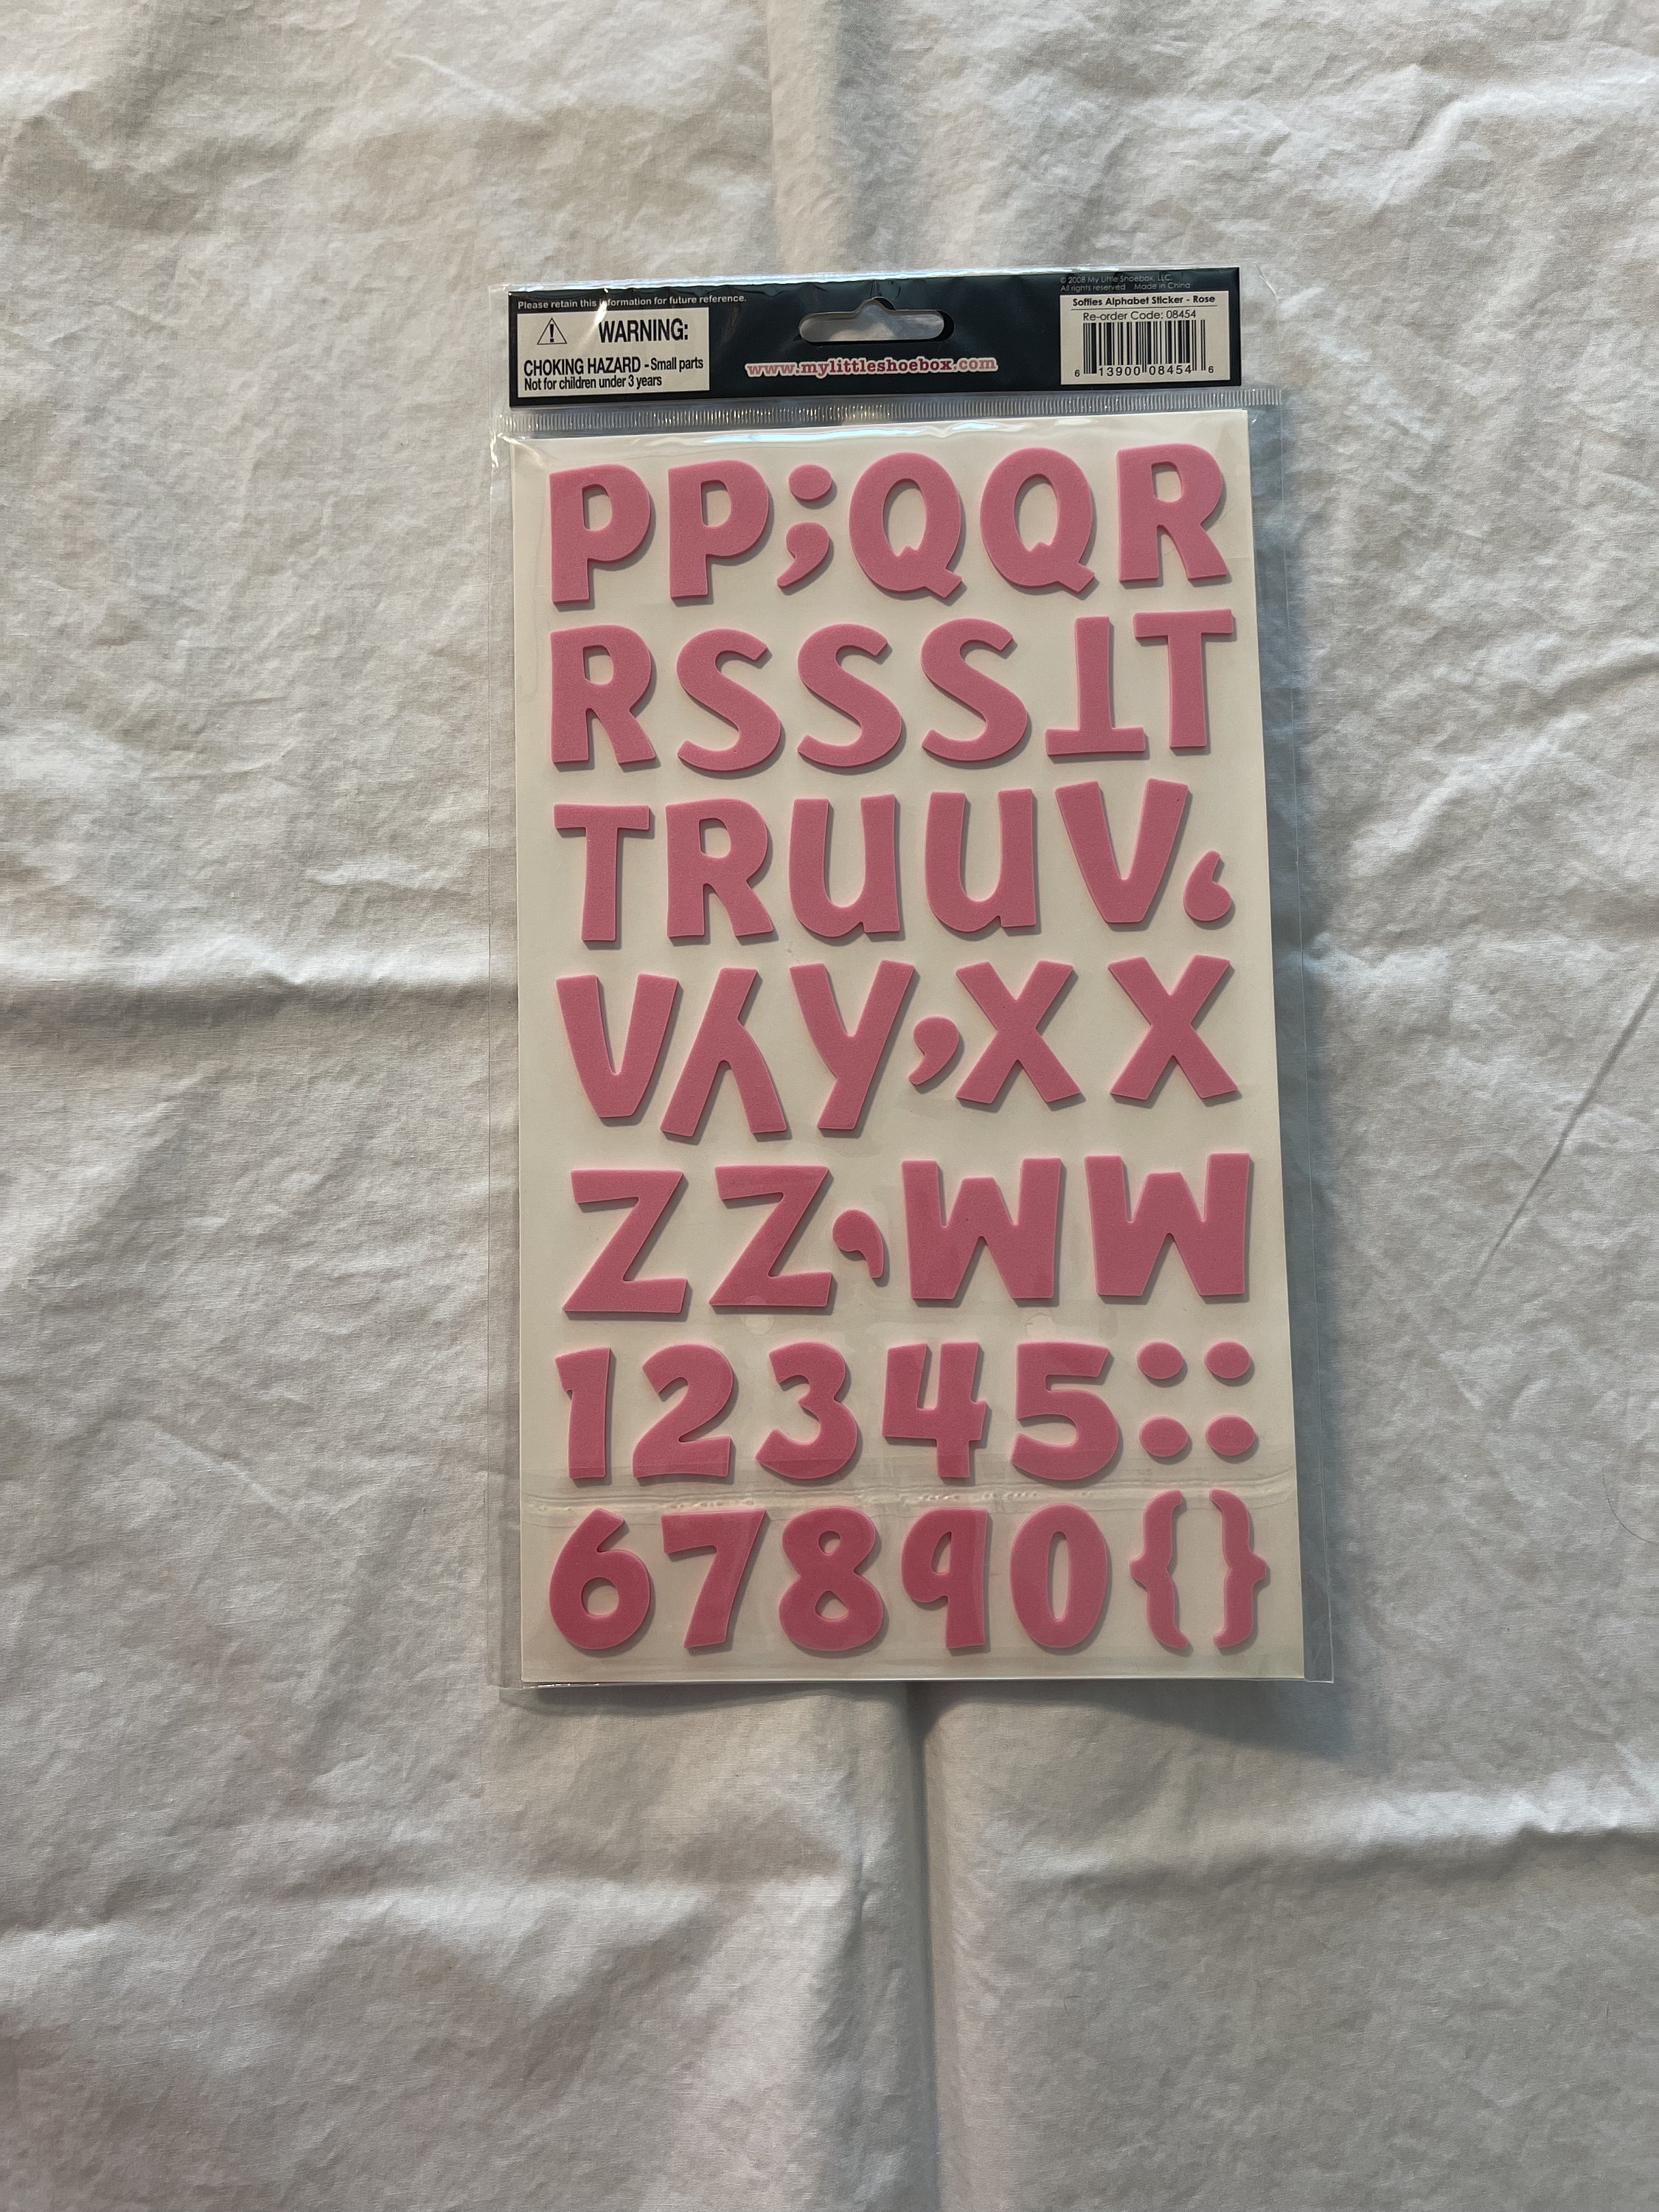 Please retain this information for future reference.
WARNING:
CHOKING HAZARD - Small parts
Not for children under 3 years
www.mylittleshoebox.com
© 2008 My Little Shoebox, LLC.
All rights reserved Made in China
Softies Alphabet Sticker - Rose
Re-order Code: 08454
6 13900 08454 6
PP;QQR
RSSSTT
TRUUV,
VYY,XX
ZZ,WW
12345::
67890{}